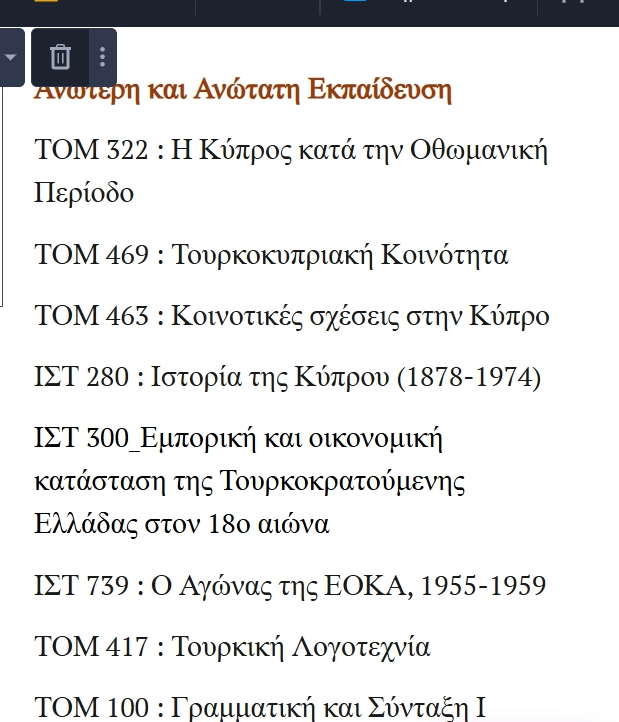 Ανώτερη και Ανώτατη Εκπαίδευση
ΤΟΜ 322 : Η Κύπρος κατά την Οθωμανική
Περίοδο
ΤΟΜ 469 : Τουρκοκυπριακή Κοινότητα
ΤΟΜ 463 : Κοινοτικές σχέσεις στην Κύπρο
ΙΣΤ 280 : Ιστορία της Κύπρου (1878-1974)
ΙΣΤ 300_Εμπορική και οικονομική
κατάσταση της Τουρκοκρατούμενης
Ελλάδας στον 18ο αιώνα
ΙΣΤ 739 : Ο Αγώνας της ΕΟΚΑ, 1955-1959
ΤΟΜ 417 : Τουρκική Λογοτεχνία
ΤΟΜ 100 : Γραμματική και Σύνταξη Ι